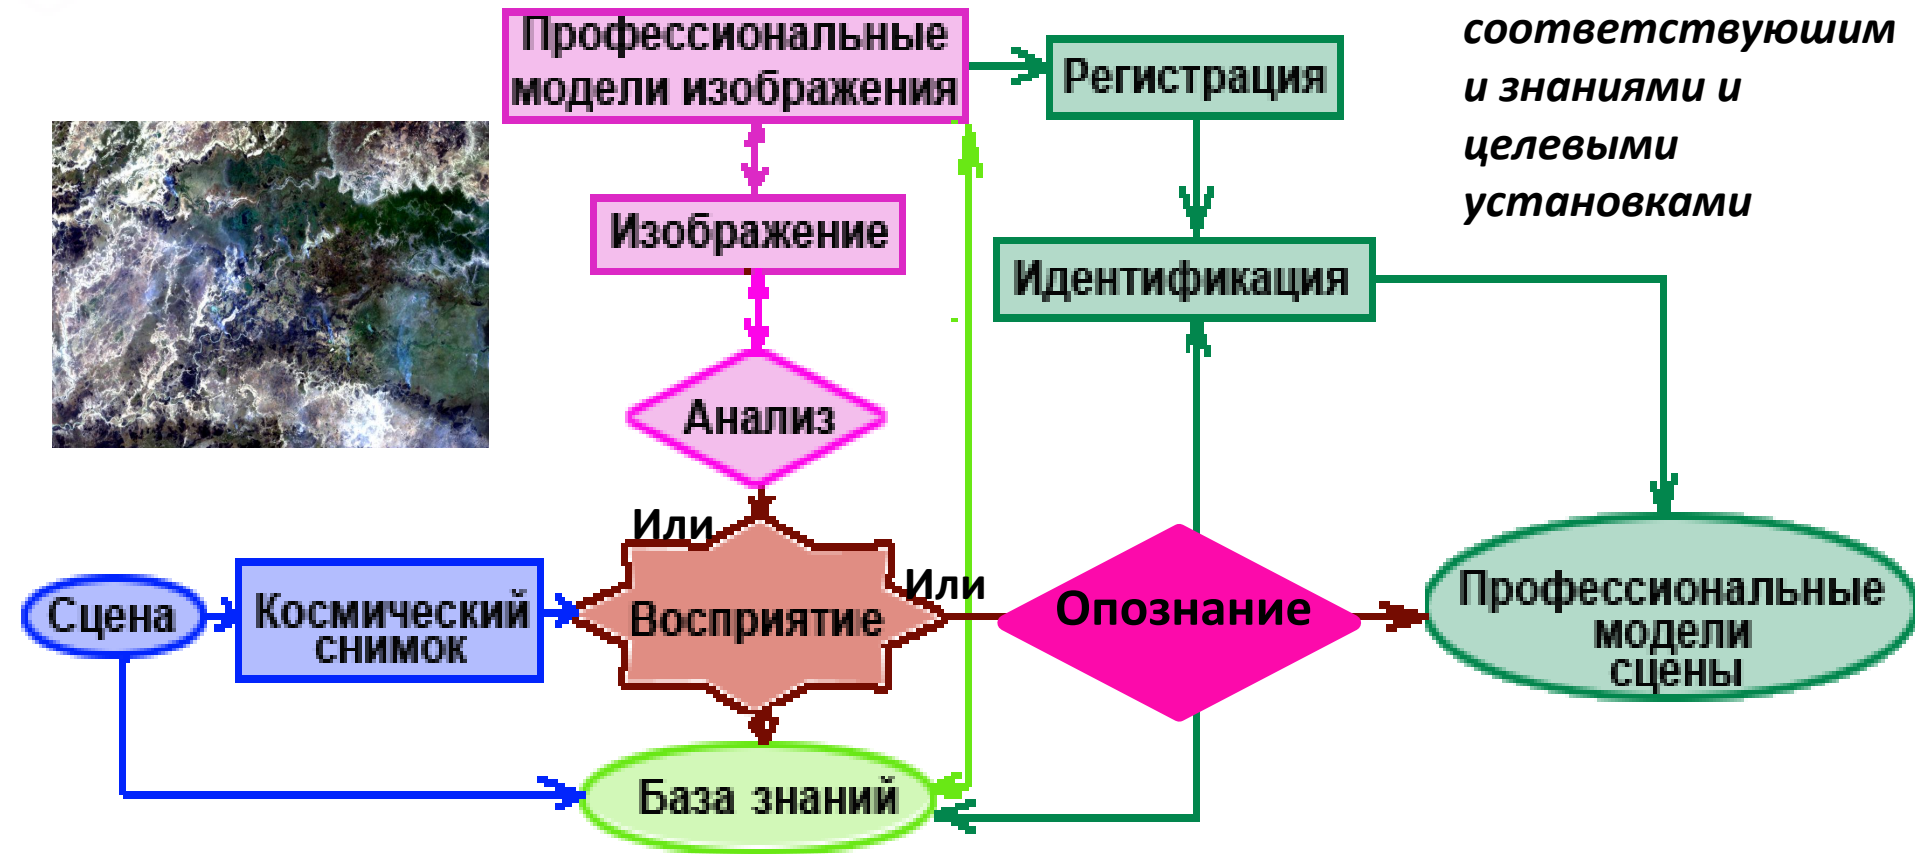 Профессиональные
модели изображения
Регистрация
соответствуюшим
и знаниями и
целевыми
установками
Изображение
Идентификация
Анализ
Или
Или
Сцена
Космический
снимок
Восприятие
Опознание
Профессиональные
модели
сцены
База знаний